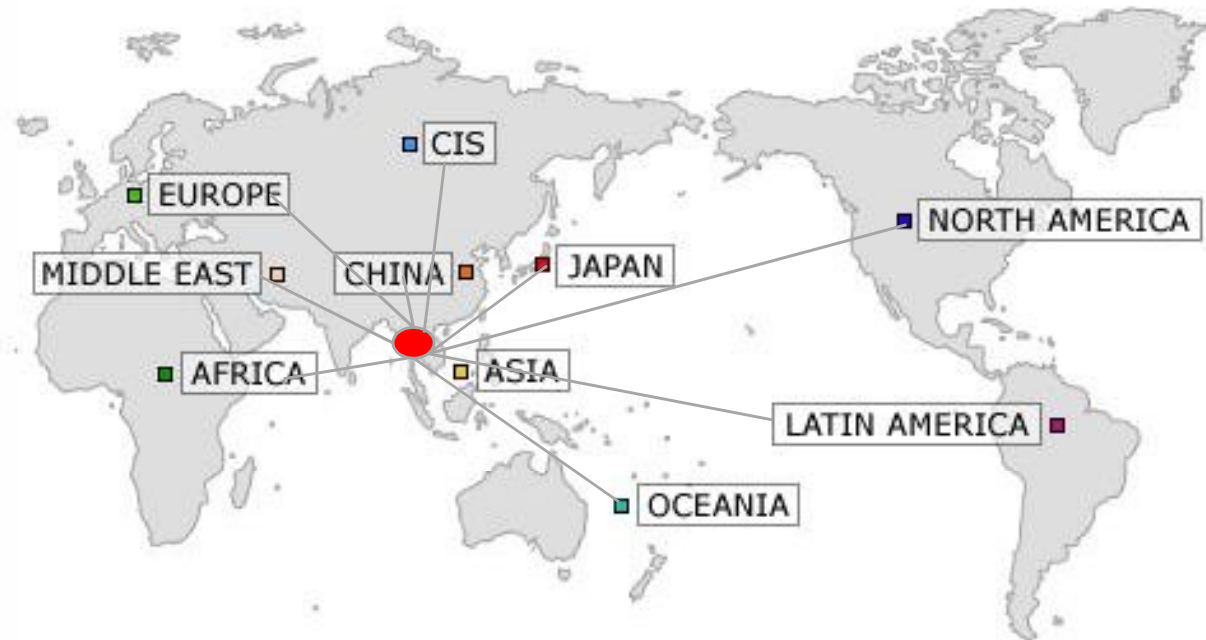 CIS
EUROPE
NORTH AMERICA
MIDDLE EAST
CHINA
JAPAN
AFRICA
ASIA
LATIN AMERICA
OCEANIA